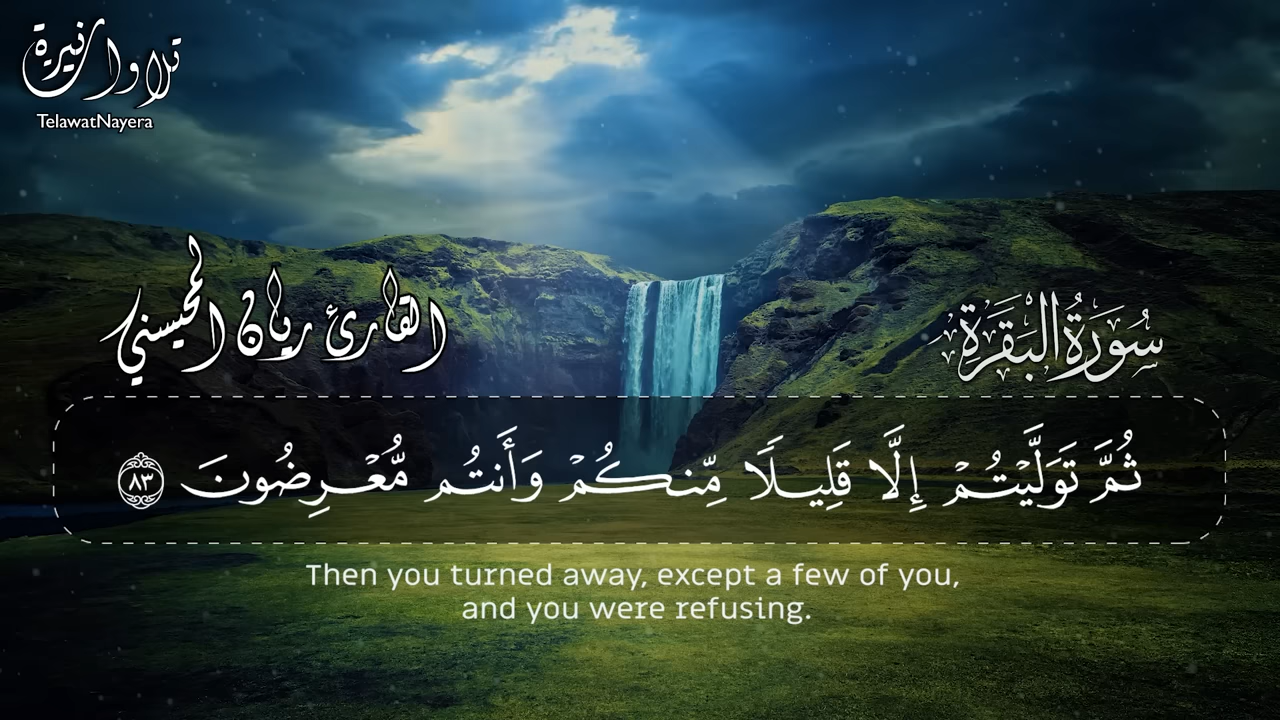 تلاوات نيرة
TelawatNayera
سُورَةُ البَقَرَة
القارئ ريان المحيسني
ثُمَّ تَوَلَّيْتُمْ إِلَّا قَلِيلًا مِّنكُمْ وَأَنتُم مُّعْرِضُونَ ٨٣
Then you turned away, except a few of you,
and you were refusing.